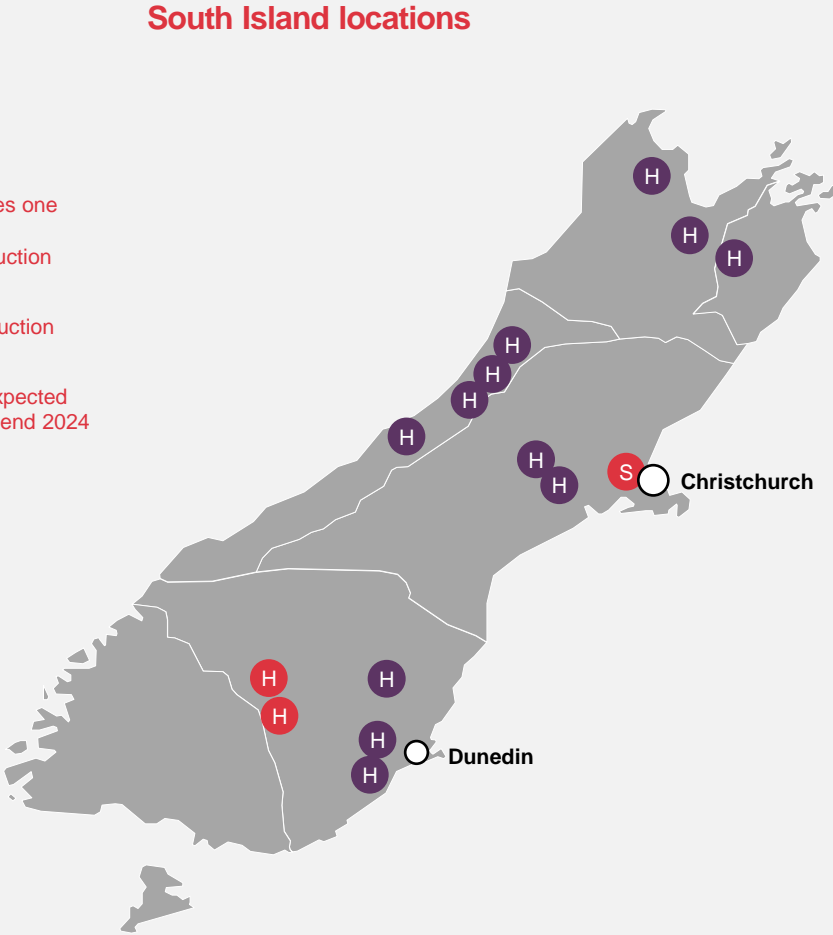 South Island locations
es one
uction
uction
xpected
end 2024
H
H
H
H
H
H
H
H
H
S
Christchurch
H
H
H
H
H
Dunedin